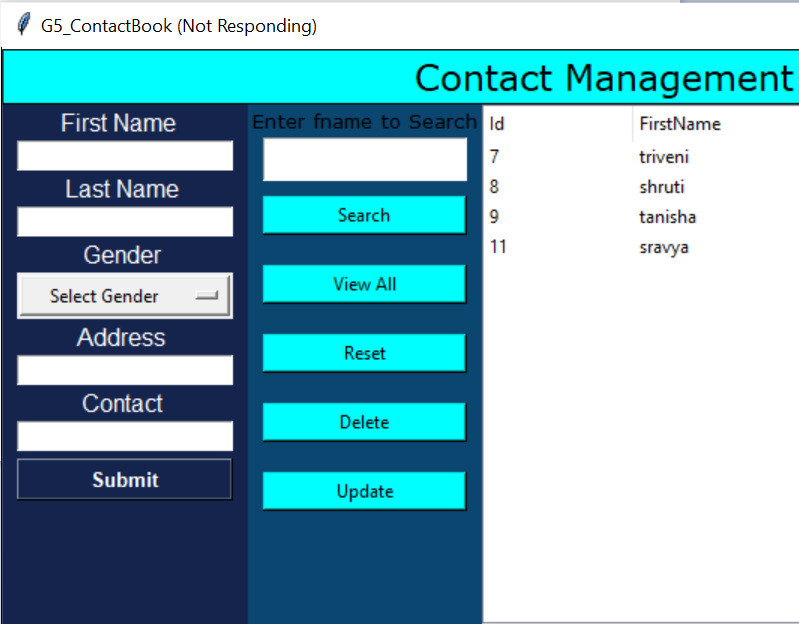 G5_ContactBook (Not Responding)
Contact Management
First Name
Last Name
Gender
Select Gender
Address
Contact
Submit
Enter fname to Search
Search
View All
Reset
Delete
Update
Id FirstName
7 triveni
8 shruti
9 tanisha
11 sravya